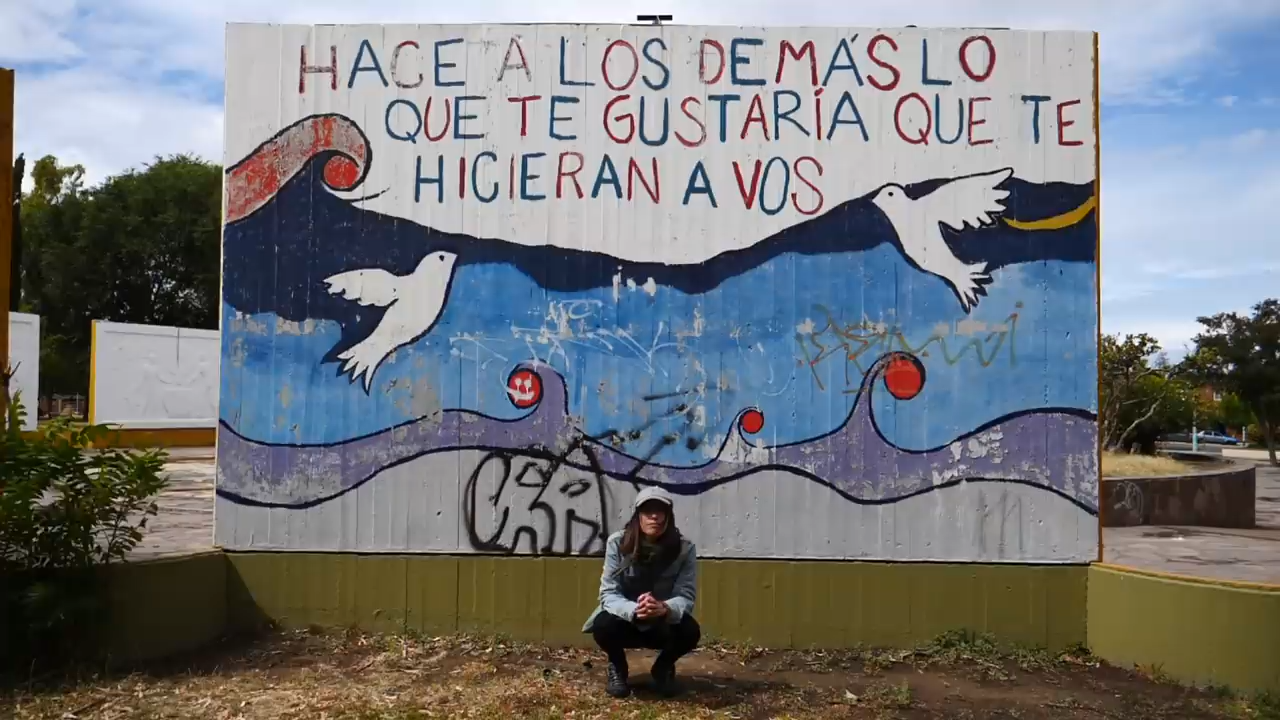 HACE A LOS DEMÁS LO
QUE TE GUSTARÍA QUE TE
HICIERAN A VOS